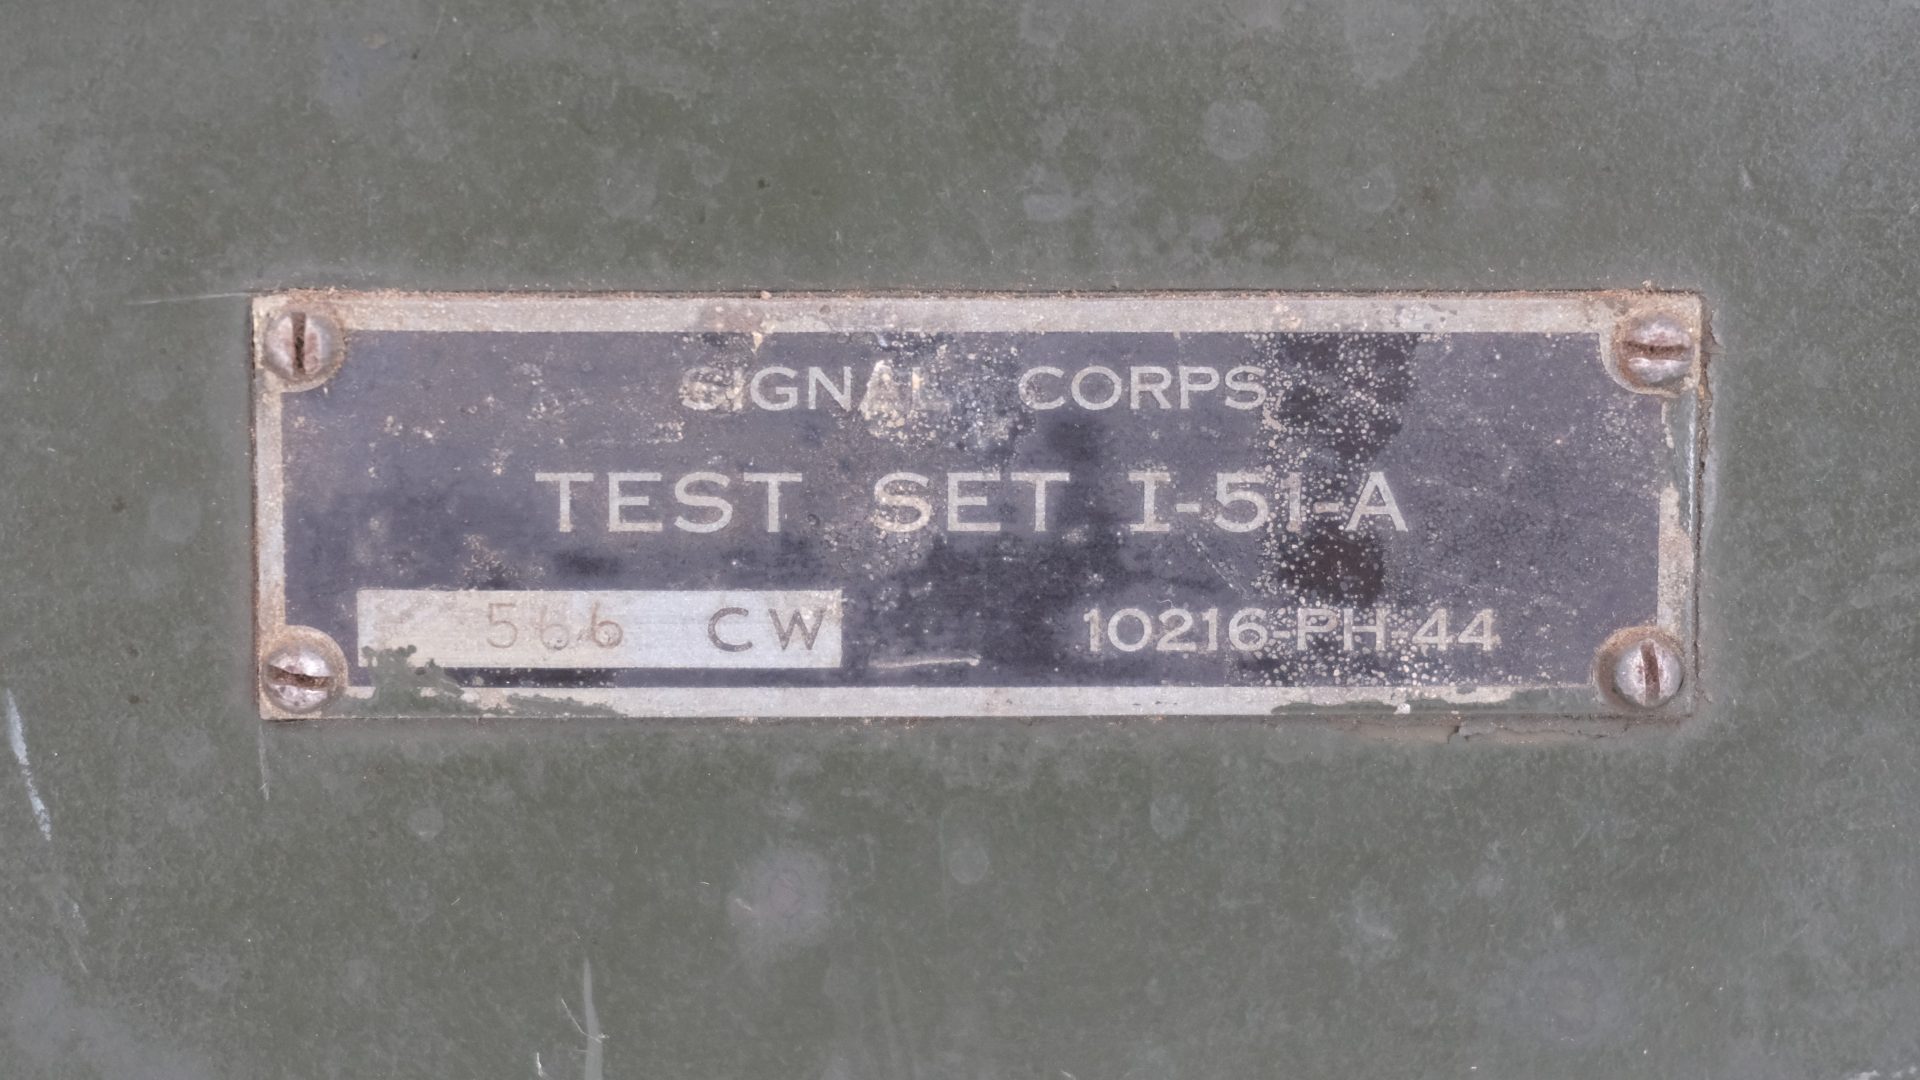 SIGNAL CORPS
TEST SET I-51-A
566 CW 10216-PH-44